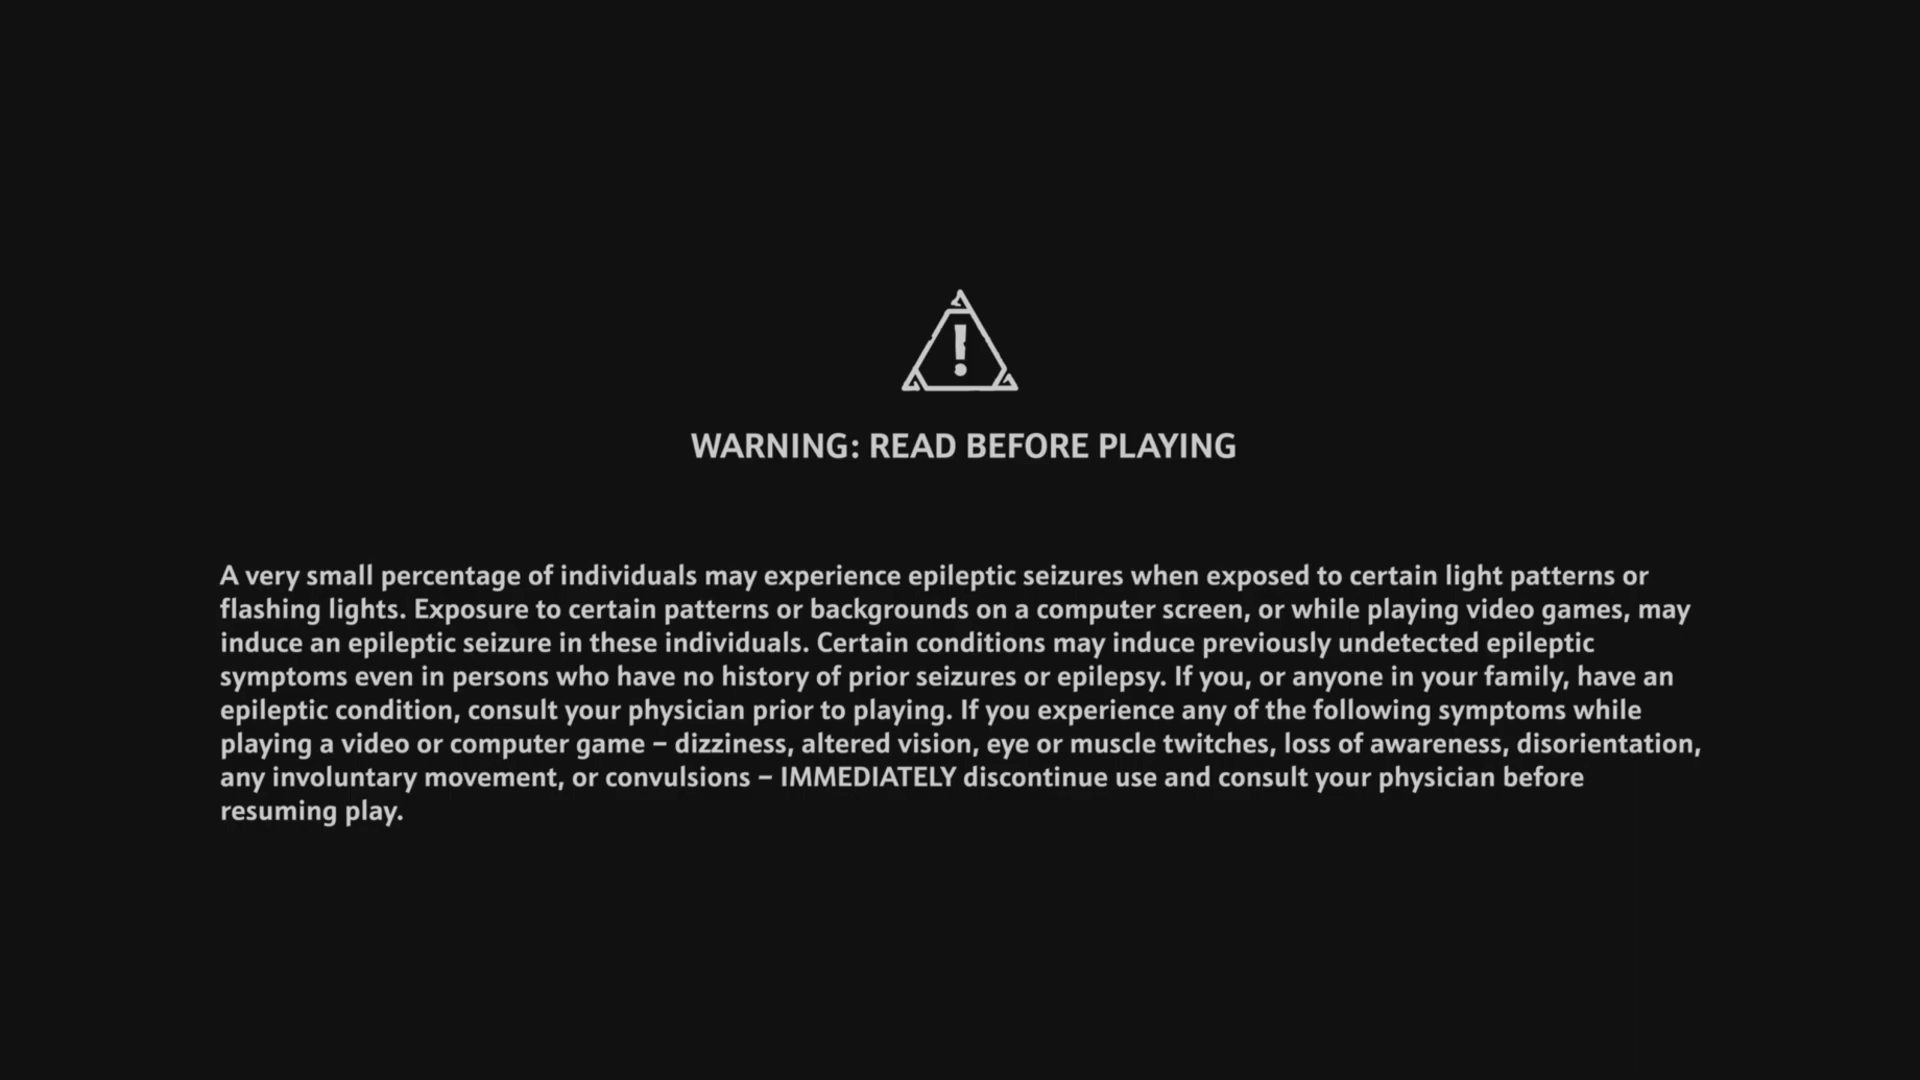 WARNING: READ BEFORE PLAYING
A very small percentage of individuals may experience epileptic seizures when exposed to certain light patterns or
flashing lights. Exposure to certain patterns or backgrounds on a computer screen, or while playing video games, may
induce an epileptic seizure in these individuals. Certain conditions may induce previously undetected epileptic
symptoms even in persons who have no history of prior seizures or epilepsy. If you, or anyone in your family, have an
epileptic condition, consult your physician prior to playing. If you experience any of the following symptoms while
playing a video or computer game – dizziness, altered vision, eye or muscle twitches, loss of awareness, disorientation,
any involuntary movement, or convulsions – IMMEDIATELY discontinue use and consult your physician before
resuming play.